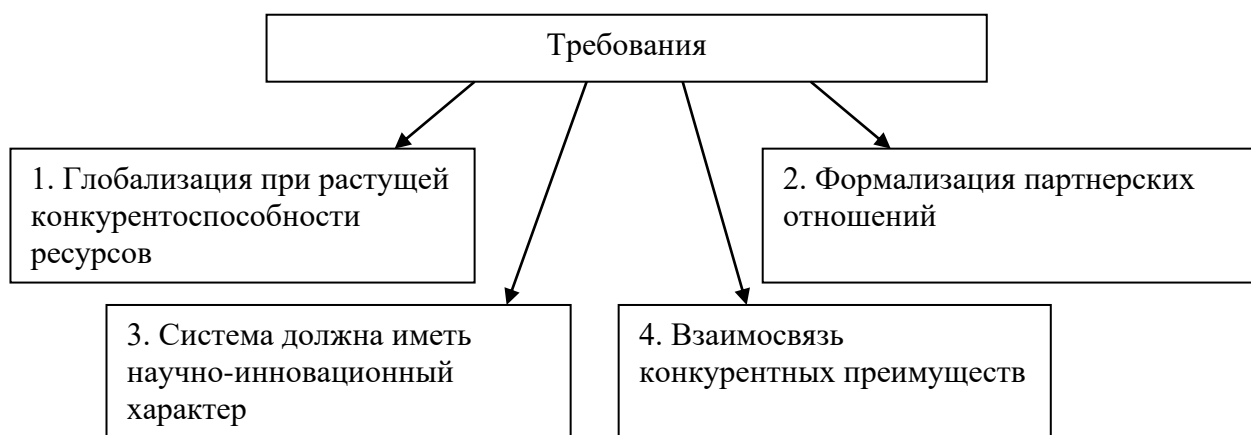 Требования
1. Глобализация при растущей
конкурентоспособности
ресурсов
2. Формализация партнерских
отношений
3. Система должна иметь
научно-инновационный
характер
4. Взаимосвязь
конкурентных преимуществ